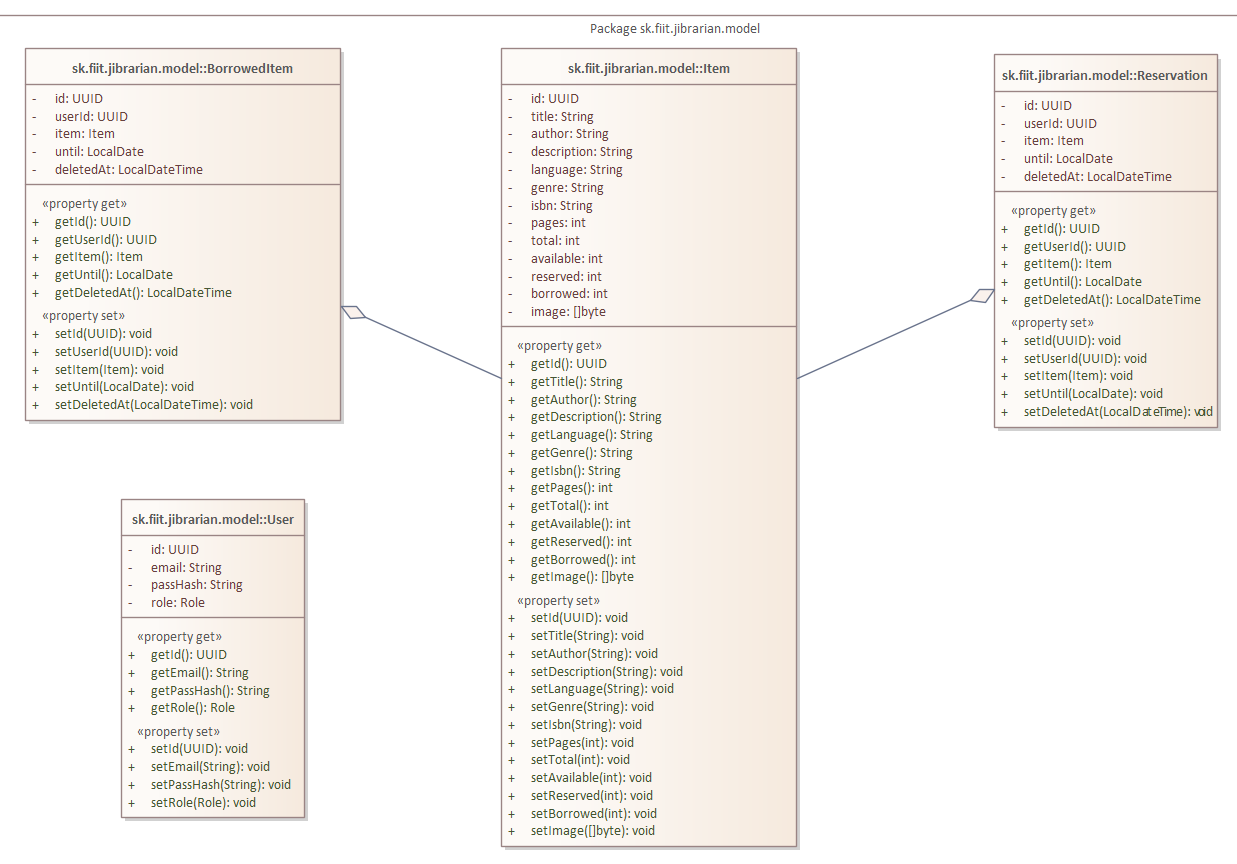 Package sk.fiit.jibrarian.model
sk.fiit.jibrarian.model::BorrowedItem
- id: UUID
- userId: UUID
- item: Item
- until: LocalDate
- deletedAt: LocalDateTime
«property get»
+ getId(): UUID
+ getUserId(): UUID
+ getItem(): Item
+ getUntil(): LocalDate
+ getDeletedAt(): LocalDateTime
«property set»
+ setId(UUID): void
+ setUserId(UUID): void
+ setItem(Item): void
+ setUntil(LocalDate): void
+ setDeletedAt(LocalDateTime): void
sk.fiit.jibrarian.model::User
- id: UUID
- email: String
- passHash: String
- role: Role
«property get»
+ getId(): UUID
+ getEmail(): String
+ getPassHash(): String
+ getRole(): Role
«property set»
+ setId(UUID): void
+ setEmail(String): void
+ setPassHash(String): void
+ setRole(Role): void
sk.fiit.jibrarian.model::Item
- id: UUID
- title: String
- author: String
- description: String
- language: String
- genre: String
- isbn: String
- pages: int
- total: int
- available: int
- reserved: int
- borrowed: int
- image: []byte
«property get»
+ getId(): UUID
+ getTitle(): String
+ getAuthor(): String
+ getDescription(): String
+ getLanguage(): String
+ getGenre(): String
+ getIsbn(): String
+ getPages(): int
+ getTotal(): int
+ getAvailable(): int
+ getReserved(): int
+ getBorrowed(): int
+ getImage(): []byte
«property set»
+ setId(UUID): void
+ setTitle(String): void
+ setAuthor(String): void
+ setDescription(String): void
+ setLanguage(String): void
+ setGenre(String): void
+ setIsbn(String): void
+ setPages(int): void
+ setTotal(int): void
+ setAvailable(int): void
+ setReserved(int): void
+ setBorrowed(int): void
+ setImage([]byte): void
sk.fiit.jibrarian.model::Reservation
- id: UUID
- userId: UUID
- item: Item
- until: LocalDate
- deletedAt: LocalDateTime
«property get»
+ getId(): UUID
+ getUserId(): UUID
+ getItem(): Item
+ getUntil(): LocalDate
+ getDeletedAt(): LocalDateTime
«property set»
+ setId(UUID): void
+ setUserId(UUID): void
+ setItem(Item): void
+ setUntil(LocalDate): void
+ setDeletedAt(LocalDateTime): void